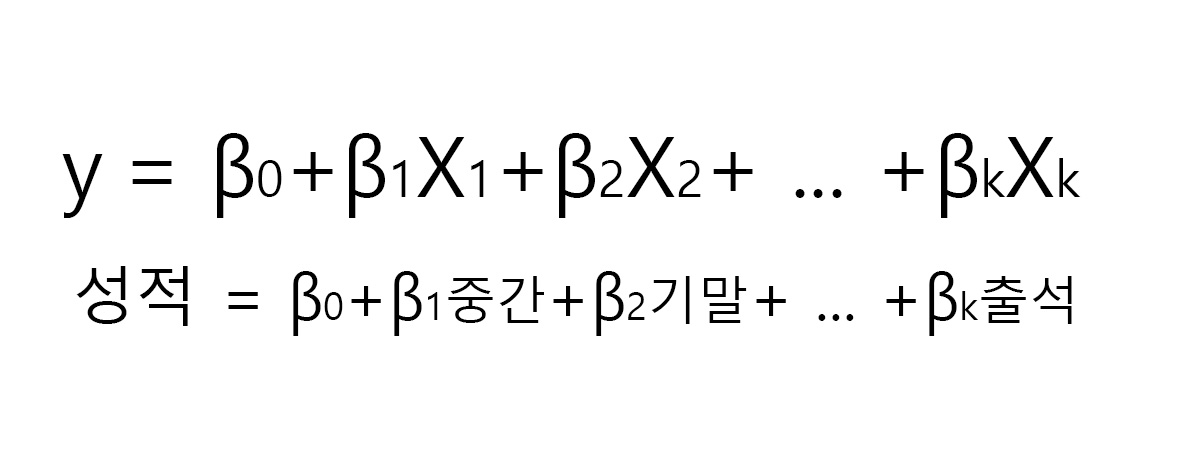 y = β0+β1X1+β2X2+ ... +βkXk
성적 = β0+β1중간+β2기말+ ... +βk출석